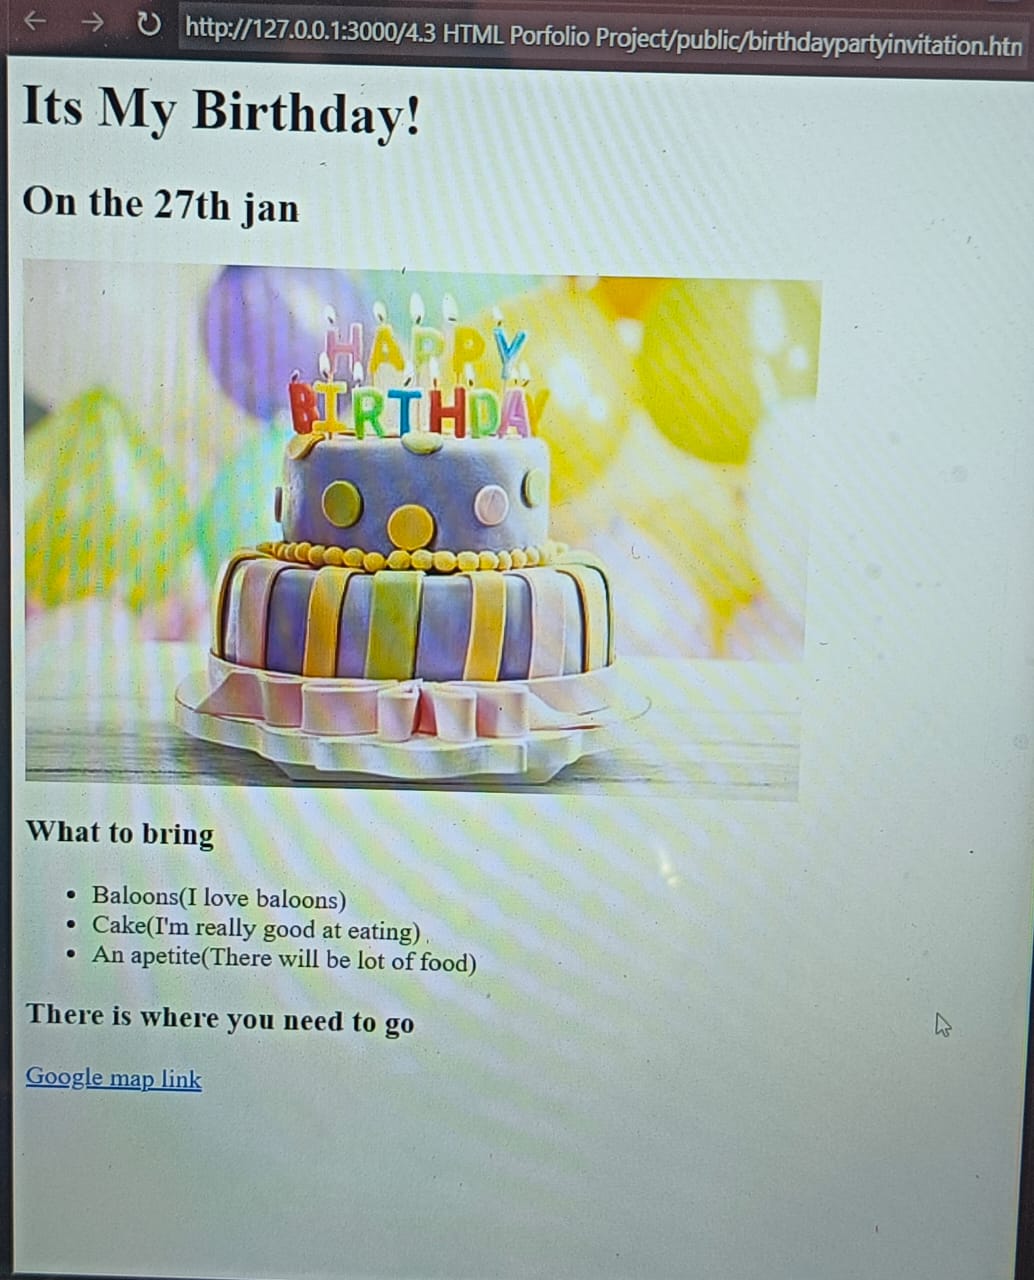 http://127.0.0.1:3000/4.3 HTML Porfolio Project/public/birthdaypartyinvitation.htn
Its My Birthday!
On the 27th jan
HAPPY
BIRTHDAY
What to bring
Baloons(I love baloons)
Cake(I'm really good at eating)
An apetite(There will be lot of food)
There is where you need to go
Google map link